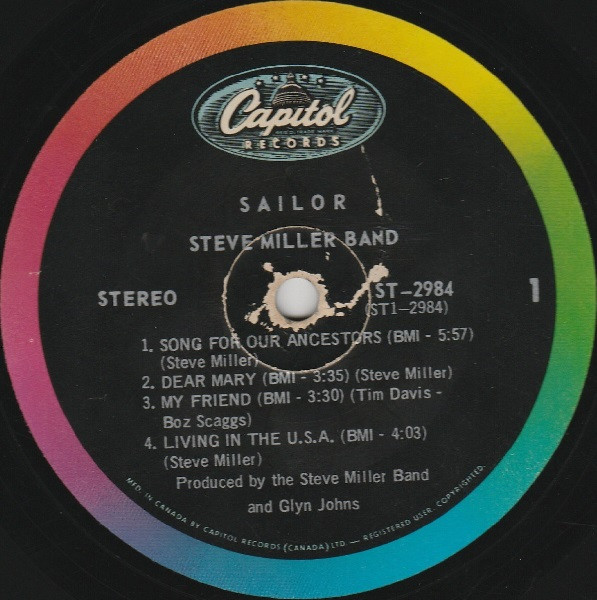 Capitol
RECORDS
SAILOR
STEVE MILLER BAND
STEREO
ST-2984
(ST1-2984)
1
1. SONG FOR OUR ANCESTORS (BMI - 5:57)
(Steve Miller)
2. DEAR MARY (BMI - 3:35) (Steve Miller)
3. MY FRIEND (BMI - 3:30) (Tim Davis -
Boz Scaggs)
4. LIVING IN THE U.S.A. (BMI - 4:03)
(Steve Miller)
Produced by the Steve Miller Band
and Glyn Johns
MFD. IN CANADA BY CAPITOL RECORDS (CANADA) LTD. — REGISTERED USER. COPYRIGHTED.